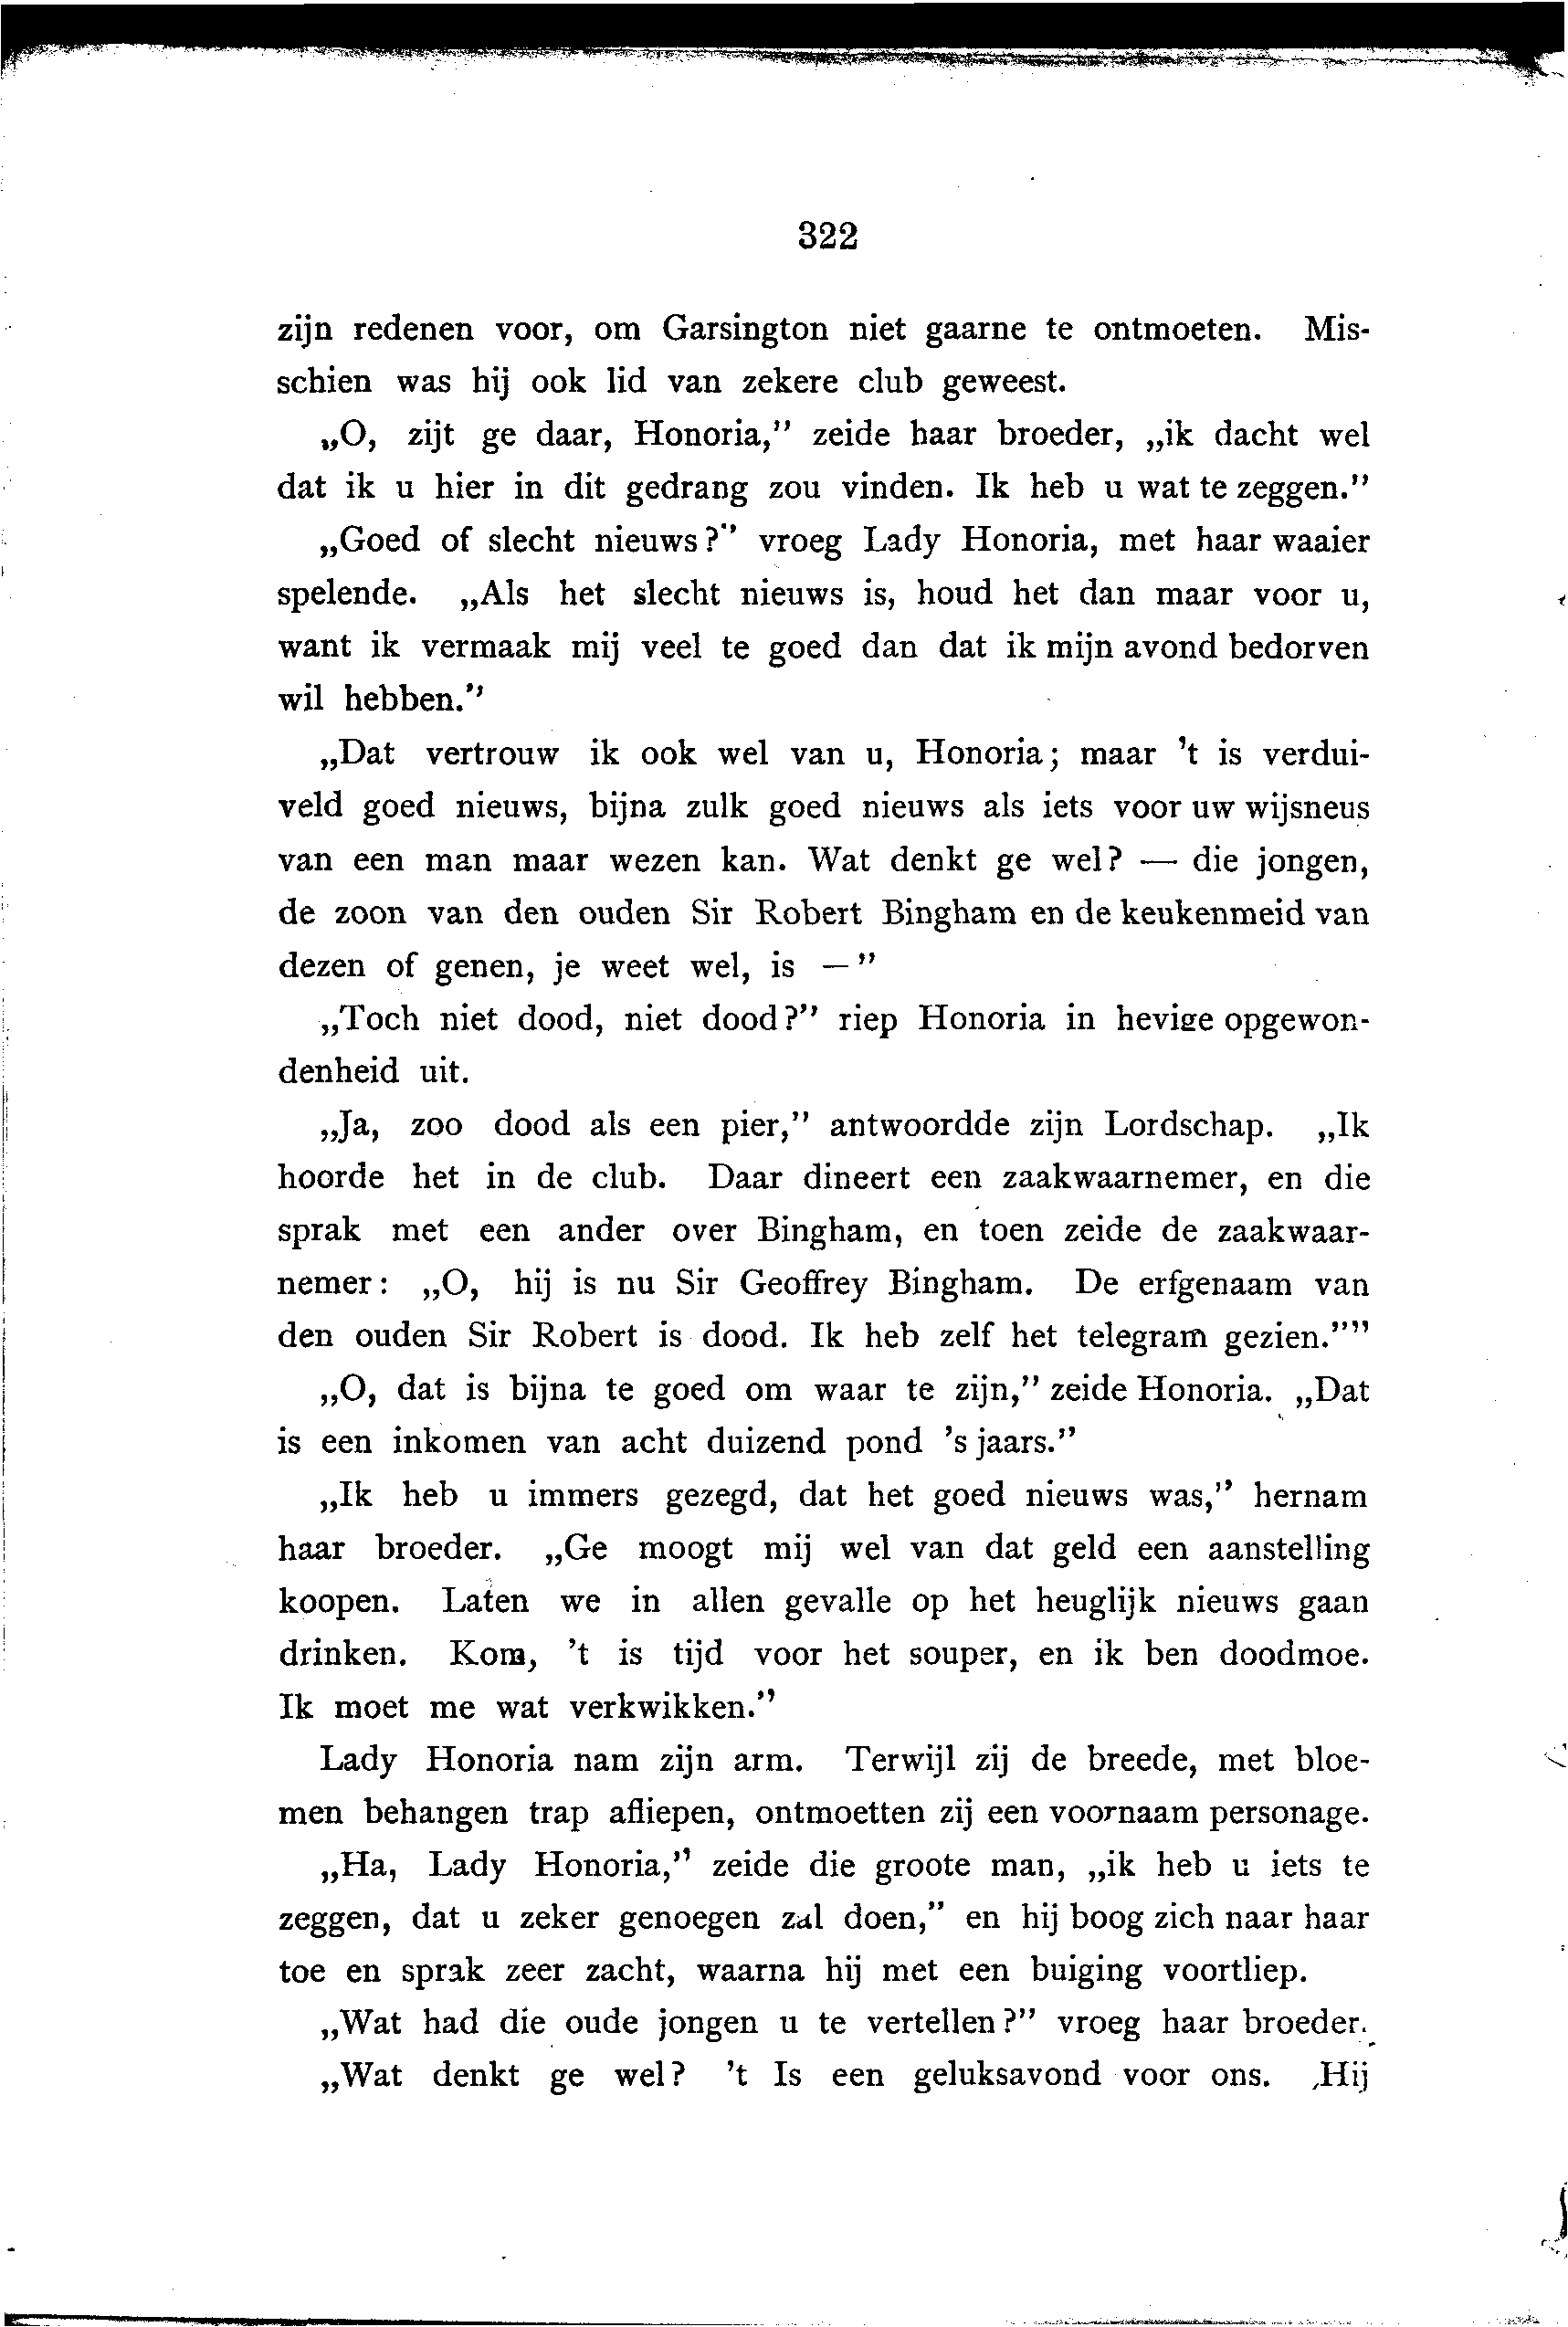 322
zijn redenen voor, om Garsington niet gaarne te ontmoeten. Mis-
schien was hij ook lid van zekere club geweest.
„O, zijt ge daar, Honoria,” zeide haar broeder, „ik dacht wel
dat ik u hier in dit gedrang zou vinden. Ik heb u wat te zeggen.”
„Goed of slecht nieuws?” vroeg Lady Honoria, met haar waaier
spelende. „Als het slecht nieuws is, houd het dan maar voor u,
want ik vermaak mij veel te goed dan dat ik mijn avond bedorven
wil hebben.”
„Dat vertrouw ik ook wel van u, Honoria; maar ’t is verdui-
veld goed nieuws, bijna zulk goed nieuws als iets voor uw wijsneus
van een man maar wezen kan. Wat denkt ge wel? — die jongen,
de zoon van den ouden Sir Robert Bingham en de keukenmeid van
dezen of genen, je weet wel, is —”
„Toch niet dood, niet dood?” riep Honoria in hevige opgewon-
denheid uit.
„Ja, zoo dood als een pier,” antwoordde zijn Lordschap. „Ik
hoorde het in de club. Daar dineert een zaakwaarnemer, en die
sprak met een ander over Bingham, en toen zeide de zaakwaar-
nemer: „O, hij is nu Sir Geoffrey Bingham. De erfgenaam van
den ouden Sir Robert is dood. Ik heb zelf het telegram gezien.””
„O, dat is bijna te goed om waar te zijn,” zeide Honoria. „Dat
is een inkomen van acht duizend pond ’s jaars.”
„Ik heb u immers gezegd, dat het goed nieuws was,” hernam
haar broeder. „Ge moogt mij wel van dat geld een aanstelling
koopen. Laten we in allen gevalle op het heuglijk nieuws gaan
drinken. Kom, ’t is tijd voor het souper, en ik ben doodmoe.
Ik moet me wat verkwikken.”
Lady Honoria nam zijn arm. Terwijl zij de breede, met bloe-
men behangen trap afliepen, ontmoetten zij een voornaam personage.
„Ha, Lady Honoria,” zeide die groote man, „ik heb u iets te
zeggen, dat u zeker genoegen zal doen,” en hij boog zich naar haar
toe en sprak zeer zacht, waarna hij met een buiging voortliep.
„Wat had die oude jongen u te vertellen?” vroeg haar broeder.
„Wat denkt ge wel? ’t Is een geluksavond voor ons. Hij